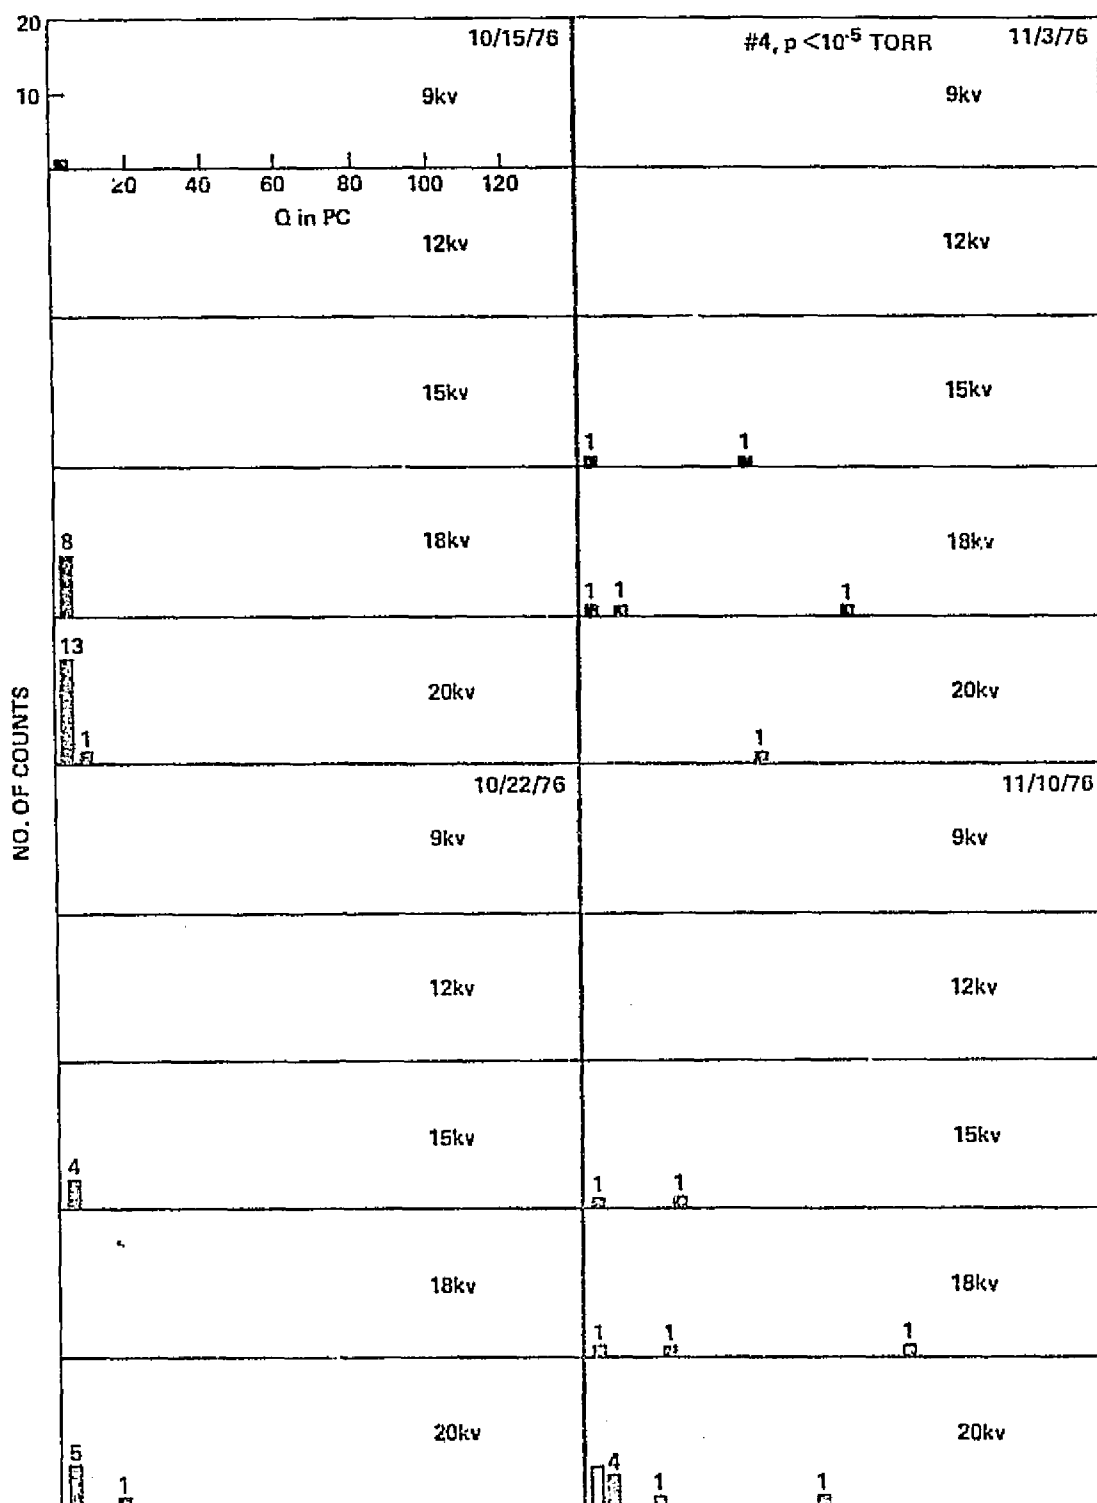 NO. OF COUNTS
20
10
10/15/76
9kv
20 40 60 80 100 120
Q in PC
12kv
15kv
8
18kv
13
1
20kv
10/22/76
9kv
12kv
4
15kv
18kv
5
1
20kv
#4, p <10-5 TORR
11/3/76
9kv
12kv
1 1
15kv
1 1 1
18kv
1
20kv
11/10/76
9kv
12kv
1 1
15kv
1 1 1
18kv
4 1 1
20kv